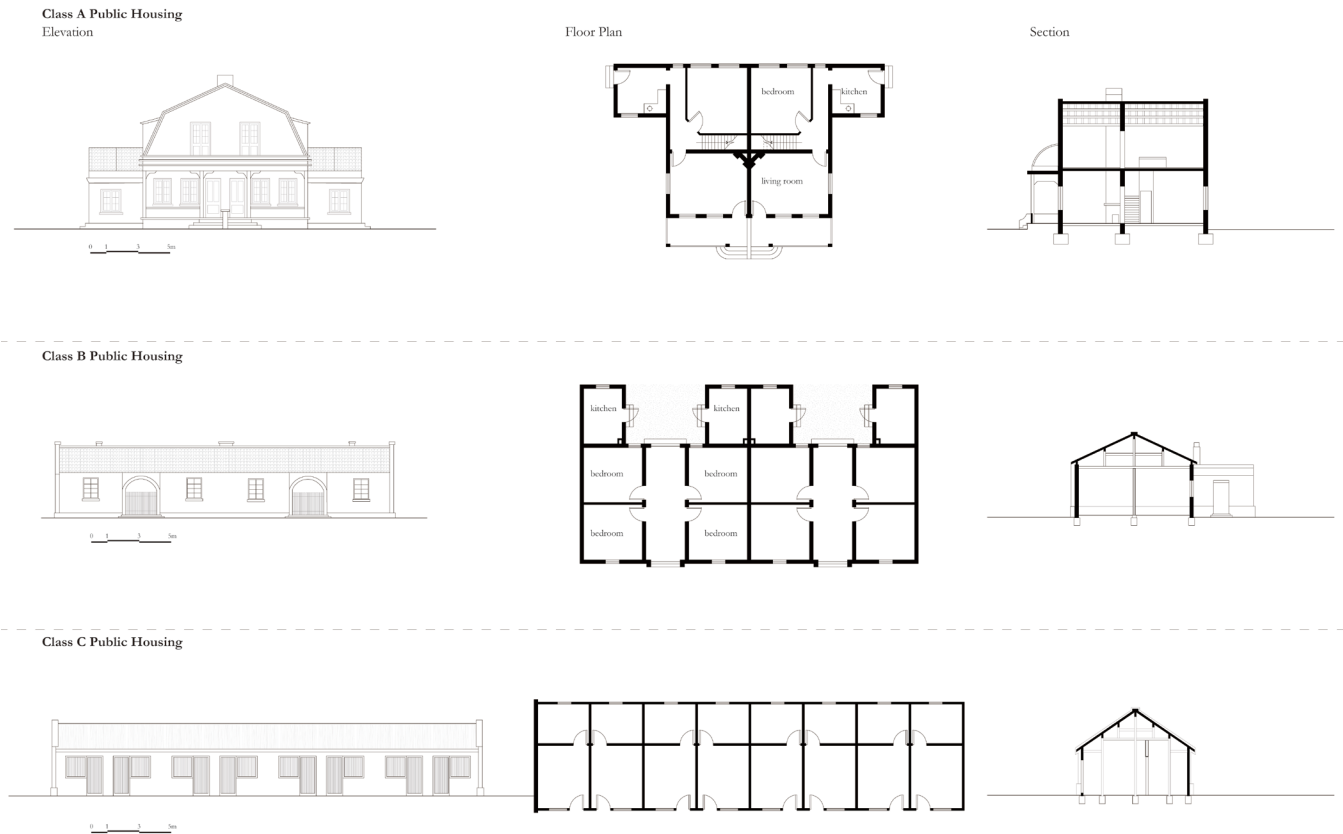 Class A Public Housing
Elevation
Floor Plan
Section
bedroom
kitchen
living room
0 1 3 5m
Class B Public Housing
kitchen
kitchen
bedroom
bedroom
bedroom
bedroom
0 1 3 5m
Class C Public Housing
0 1 3 5m